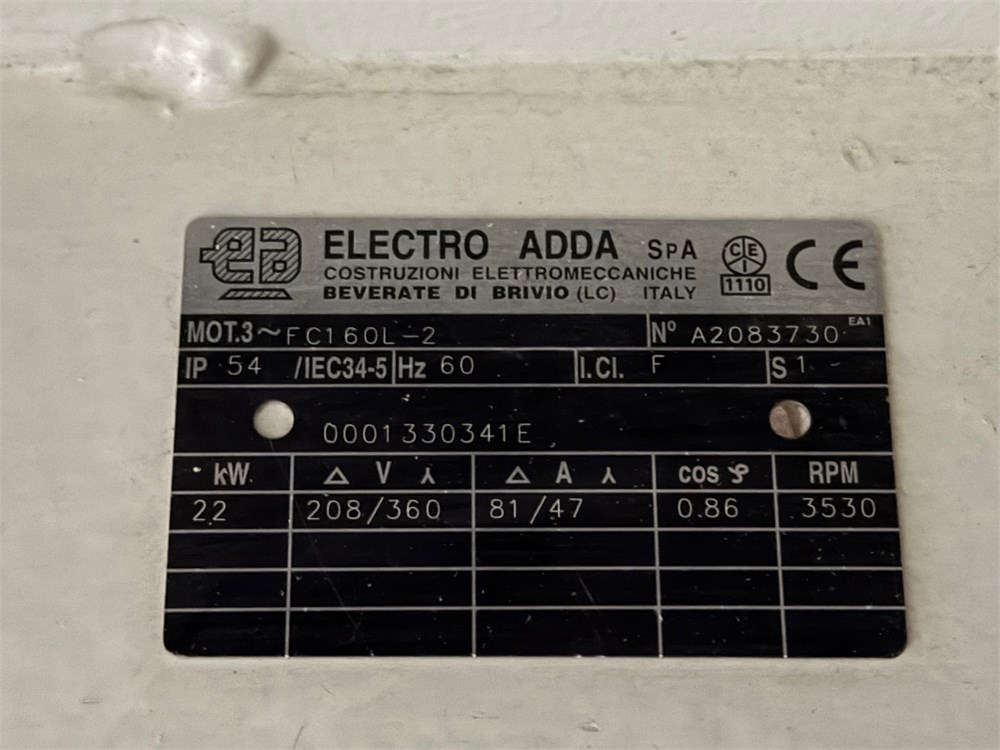 ELECTRO ADDA SPA
COSTRUZIONI ELETTROMECCANICHE
BEVERATE DI BRIVIO (LC) ITALY
CEI
1110
CE
MOT.3~ FC160L-2 Nº A2083730 EA1
IP 54 /IEC34-5 Hz 60 I.Cl. F S 1
0001330341E
kW Δ V ⅄ Δ A ⅄ cos φ RPM
22 208/360 81/47 0.86 3530